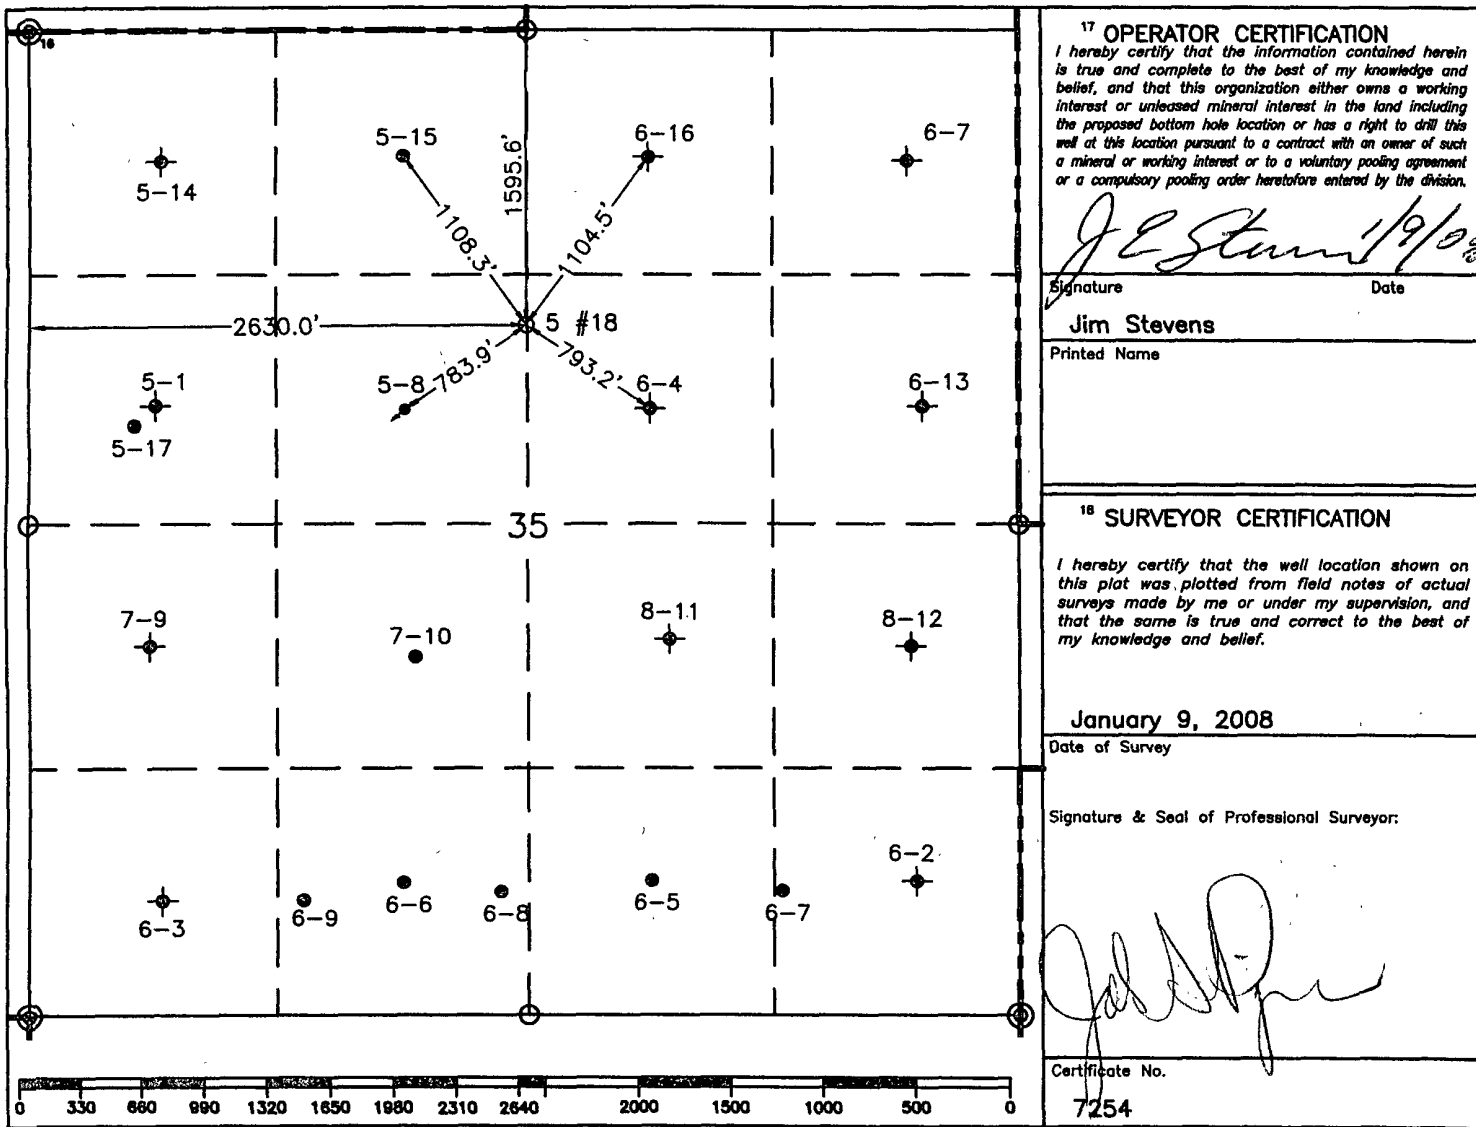 16
5-14
5-15
1595.6'
6-16
6-7
1108.3'
1104.5'
2630.0'
5 #18
783.9'
793.2'
5-1
5-8
6-4
6-13
5-17
35
7-9
7-10
8-11
8-12
6-3
6-9
6-6
6-8
6-5
6-7
6-2
0 330 660 990 1320 1650 1980 2310 2640 2000 1500 1000 500 0
17 OPERATOR CERTIFICATION
I hereby certify that the information contained herein
is true and complete to the best of my knowledge and
belief, and that this organization either owns a working
interest or unleased mineral interest in the land including
the proposed bottom hole location or has a right to drill this
well at this location pursuant to a contract with an owner of such
a mineral or working interest or to a voluntary pooling agreement
or a compulsory pooling order heretofore entered by the division.
1/9/08
Signature Date
Jim Stevens
Printed Name
18 SURVEYOR CERTIFICATION
I hereby certify that the well location shown on
this plat was plotted from field notes of actual
surveys made by me or under my supervision, and
that the same is true and correct to the best of
my knowledge and belief.
January 9, 2008
Date of Survey
Signature & Seal of Professional Surveyor:
Certificate No.
7254